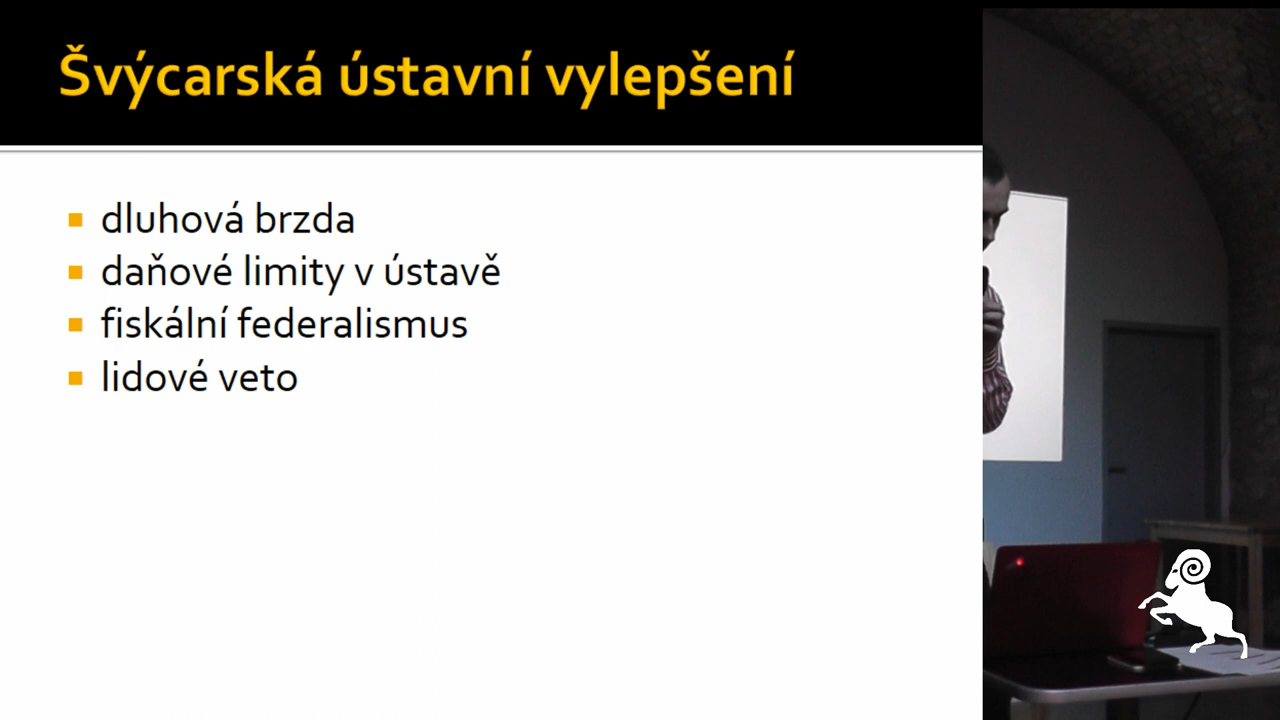 Švýcarská ústavní vylepšení
dluhová brzda
daňové limity v ústavě
fiskální federalismus
lidové veto